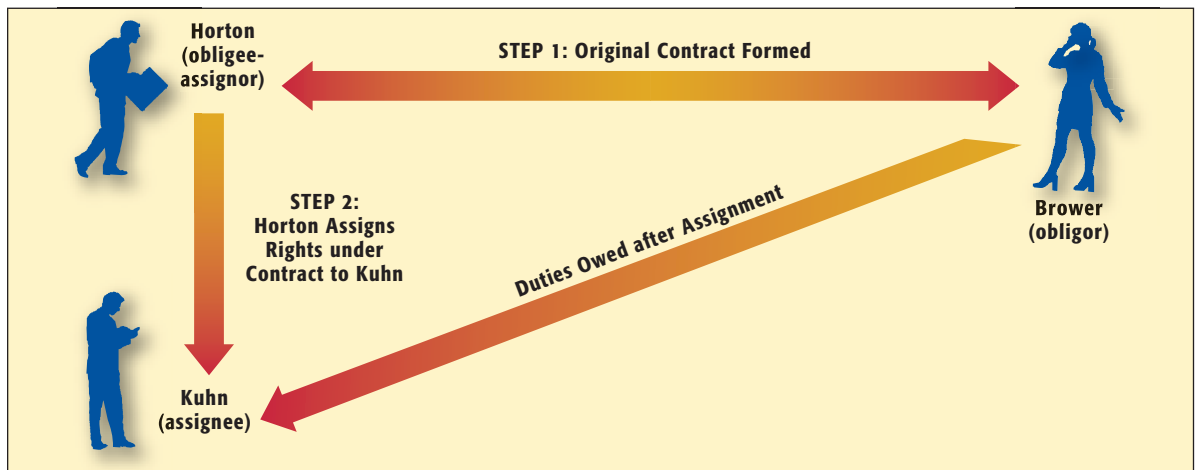 Horton
(obligee-
assignor)
STEP 1: Original Contract Formed
STEP 2:
Horton Assigns
Rights under
Contract to Kuhn
Duties Owed after Assignment
Brower
(obligor)
Kuhn
(assignee)